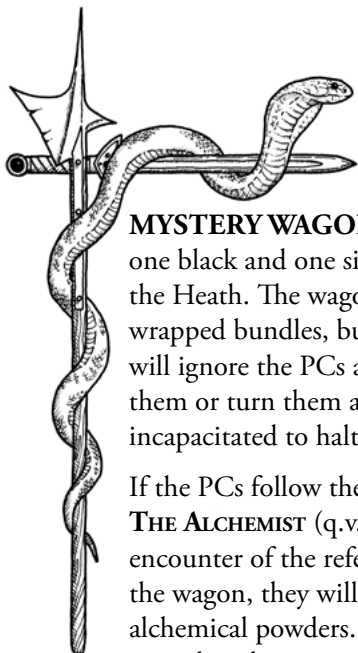 MYSTERY WAGON
one black and one si
the Heath. The wago
wrapped bundles, bu
will ignore the PCs a
them or turn them a
incapacitated to halt
If the PCs follow the
THE ALCHEMIST (q.v.
encounter of the refe
the wagon, they will
alchemical powders.